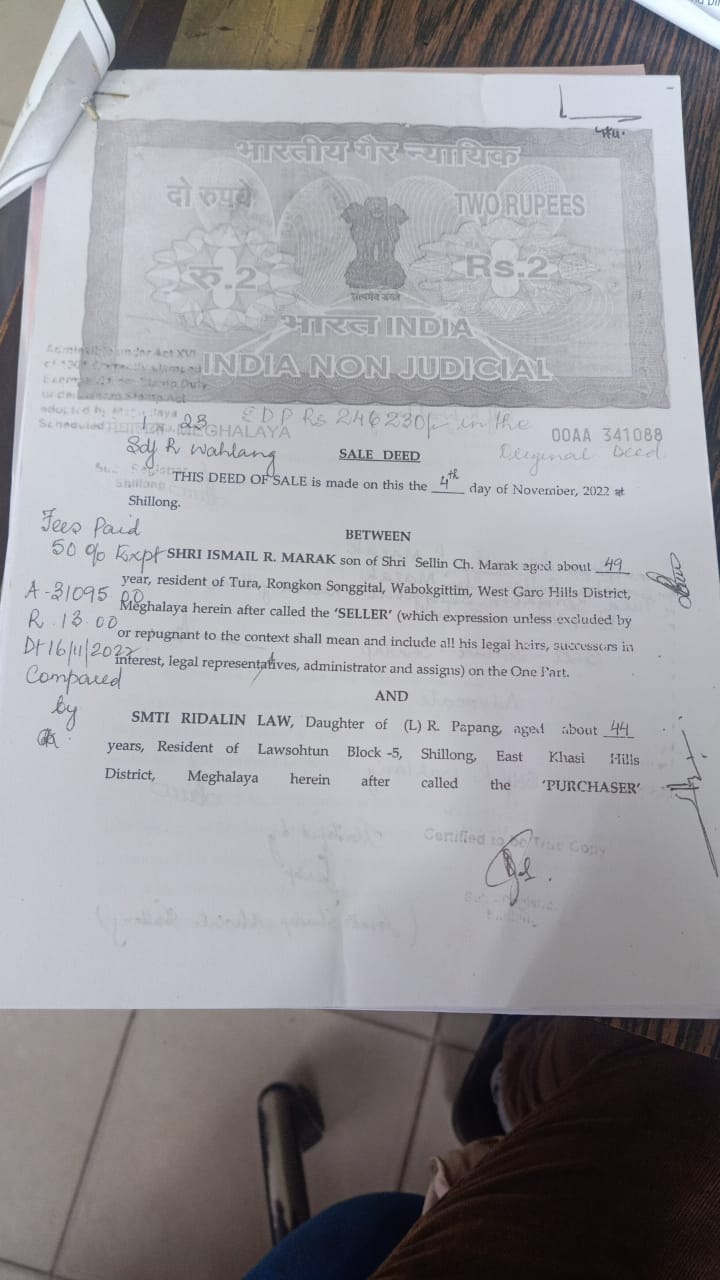 भारतीय गैर न्यायिक
दो रुपये
TWO RUPEES
रु.2
Rs.2
सत्यमेव जयते
भारत INDIA
INDIA NON JUDICIAL
MEGHALAYA
EDP Rs 246230/- in the
Original Deed
00AA 341088
Sd/ R Wahlang
SALE DEED
THIS DEED OF SALE is made on this the 4th day of November, 2022 at
Shillong.
Fees Paid
50 % Expt
A - 31095.00
R. 13.00
Dt 16/11/2022
Compared
by
BETWEEN
SHRI ISMAIL R. MARAK son of Shri Sellin Ch. Marak aged about 49
year, resident of Tura, Rongkon Songgital, Wabokgittim, West Garo Hills District,
Meghalaya herein after called the ‘SELLER’ (which expression unless excluded by
or repugnant to the context shall mean and include all his legal heirs, successors in
interest, legal representatives, administrator and assigns) on the One Part.
AND
SMTI RIDALIN LAW, Daughter of (L) R. Papang, aged about 44
years, Resident of Lawsohtun Block -5, Shillong, East Khasi Hills
District, Meghalaya herein after called the ‘PURCHASER’
Certified to be True Copy